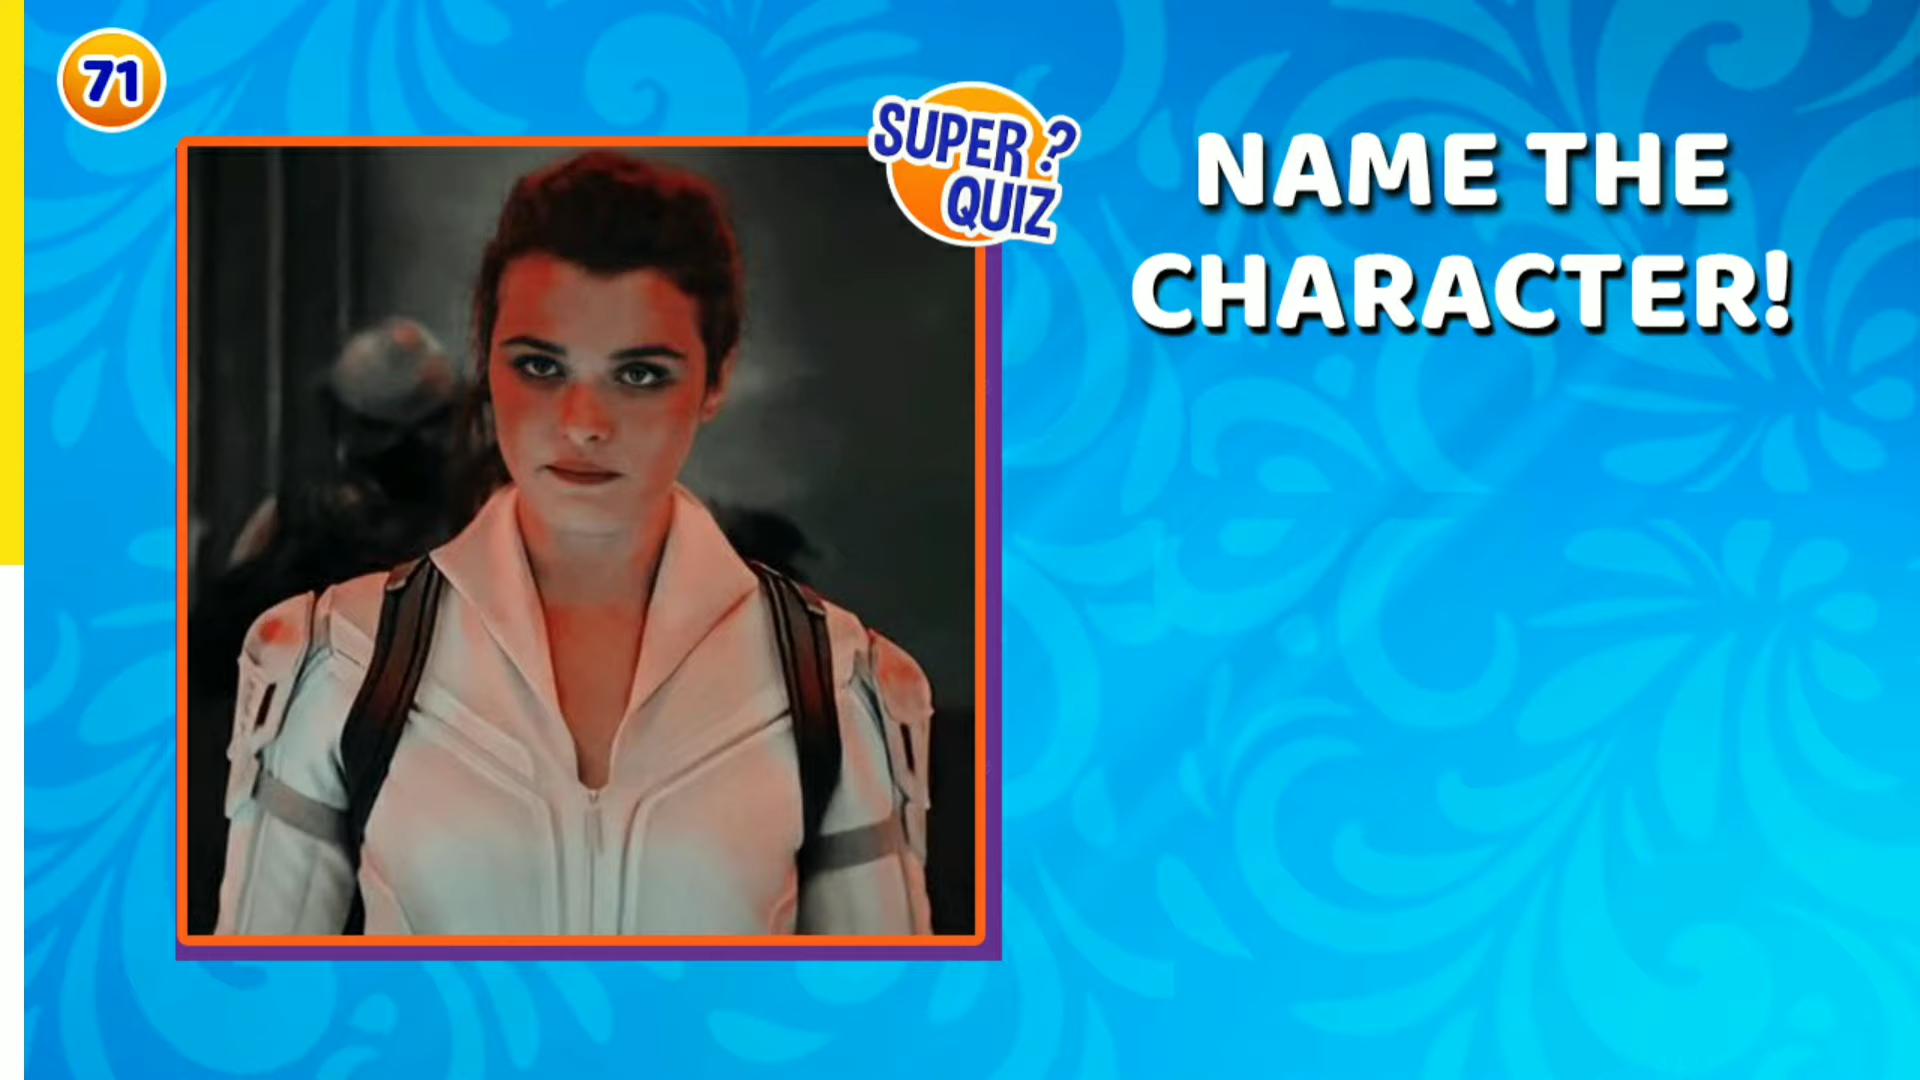 71
SUPER ?
QUIZ
NAME THE
CHARACTER!